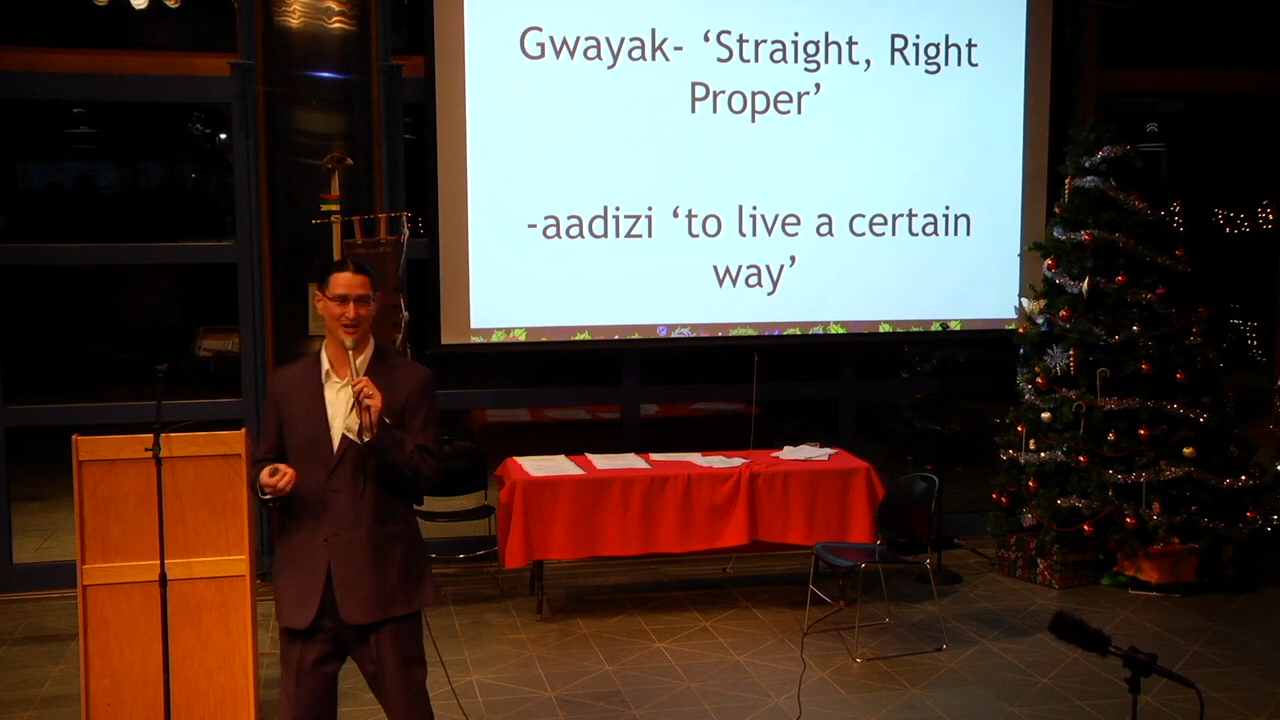 Gwayak- ‘Straight, Right
Proper’
-aadizi ‘to live a certain
way’